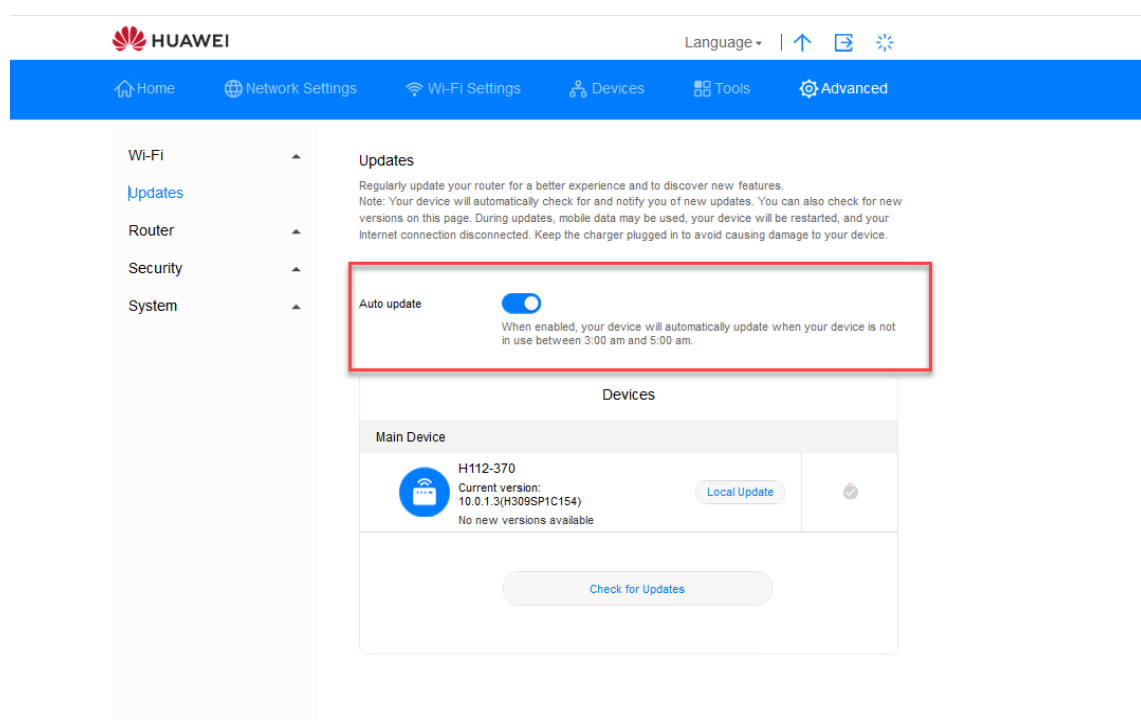 HUAWEI
Language
Home
Network Settings
Wi-Fi Settings
Devices
Tools
Advanced
Wi-Fi
Updates
Router
Security
System
Updates
Regularly update your router for a better experience and to discover new features.
Note: Your device will automatically check for and notify you of new updates. You can also check for new
versions on this page. During updates, mobile data may be used, your device will be restarted, and your
Internet connection disconnected. Keep the charger plugged in to avoid causing damage to your device.
Auto update
When enabled, your device will automatically update when your device is not
in use between 3:00 am and 5:00 am.
Devices
Main Device
H112-370
Current version:
10.0.1.3(H309SP1C154)
No new versions available
Local Update
Check for Updates